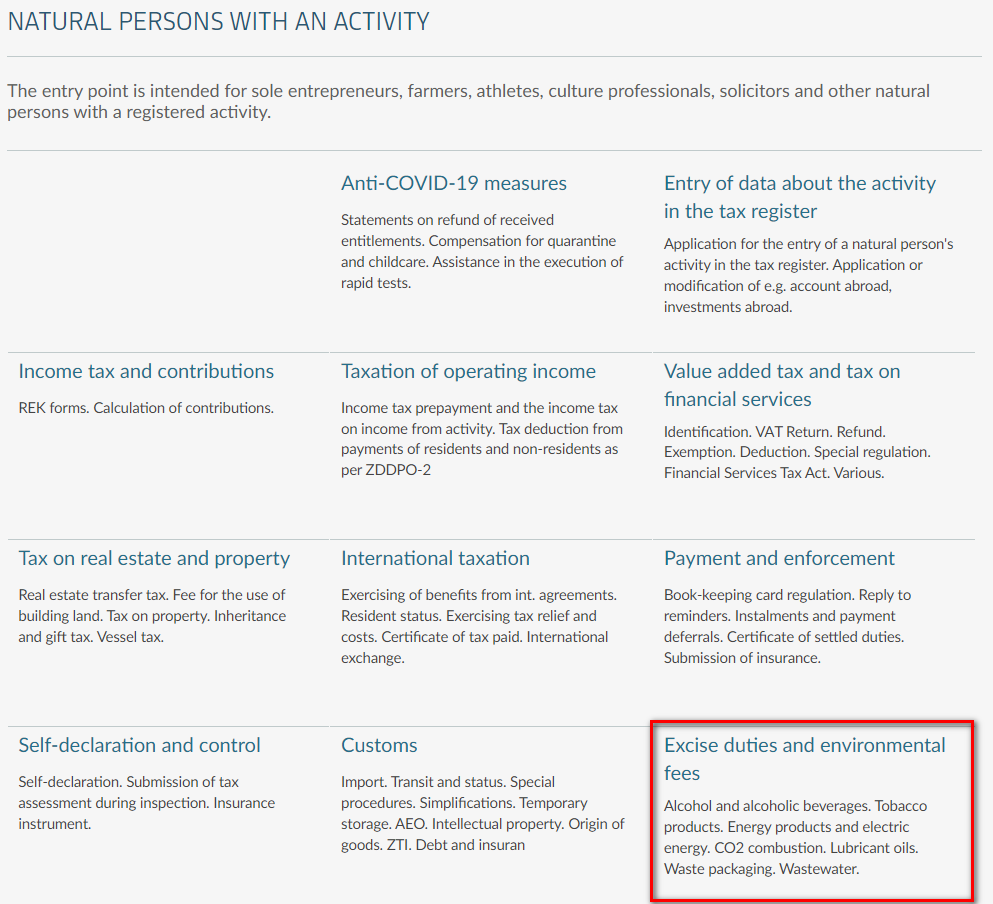 NATURAL PERSONS WITH AN ACTIVITY
The entry point is intended for sole entrepreneurs, farmers, athletes, culture professionals, solicitors and other natural
persons with a registered activity.
Anti-COVID-19 measures
Statements on refund of received
entitlements. Compensation for quarantine
and childcare. Assistance in the execution of
rapid tests.
Entry of data about the activity
in the tax register
Application for the entry of a natural person's
activity in the tax register. Application or
modification of e.g. account abroad,
investments abroad.
Income tax and contributions
REK forms. Calculation of contributions.
Taxation of operating income
Income tax prepayment and the income tax
on income from activity. Tax deduction from
payments of residents and non-residents as
per ZDDPO-2
Value added tax and tax on
financial services
Identification. VAT Return. Refund.
Exemption. Deduction. Special regulation.
Financial Services Tax Act. Various.
Tax on real estate and property
Real estate transfer tax. Fee for the use of
building land. Tax on property. Inheritance
and gift tax. Vessel tax.
International taxation
Exercising of benefits from int. agreements.
Resident status. Exercising tax relief and
costs. Certificate of tax paid. International
exchange.
Payment and enforcement
Book-keeping card regulation. Reply to
reminders. Instalments and payment
deferrals. Certificate of settled duties.
Submission of insurance.
Self-declaration and control
Self-declaration. Submission of tax
assessment during inspection. Insurance
instrument.
Customs
Import. Transit and status. Special
procedures. Simplifications. Temporary
storage. AEO. Intellectual property. Origin of
goods. ZTI. Debt and insuran
Excise duties and environmental
fees
Alcohol and alcoholic beverages. Tobacco
products. Energy products and electric
energy. CO2 combustion. Lubricant oils.
Waste packaging. Wastewater.